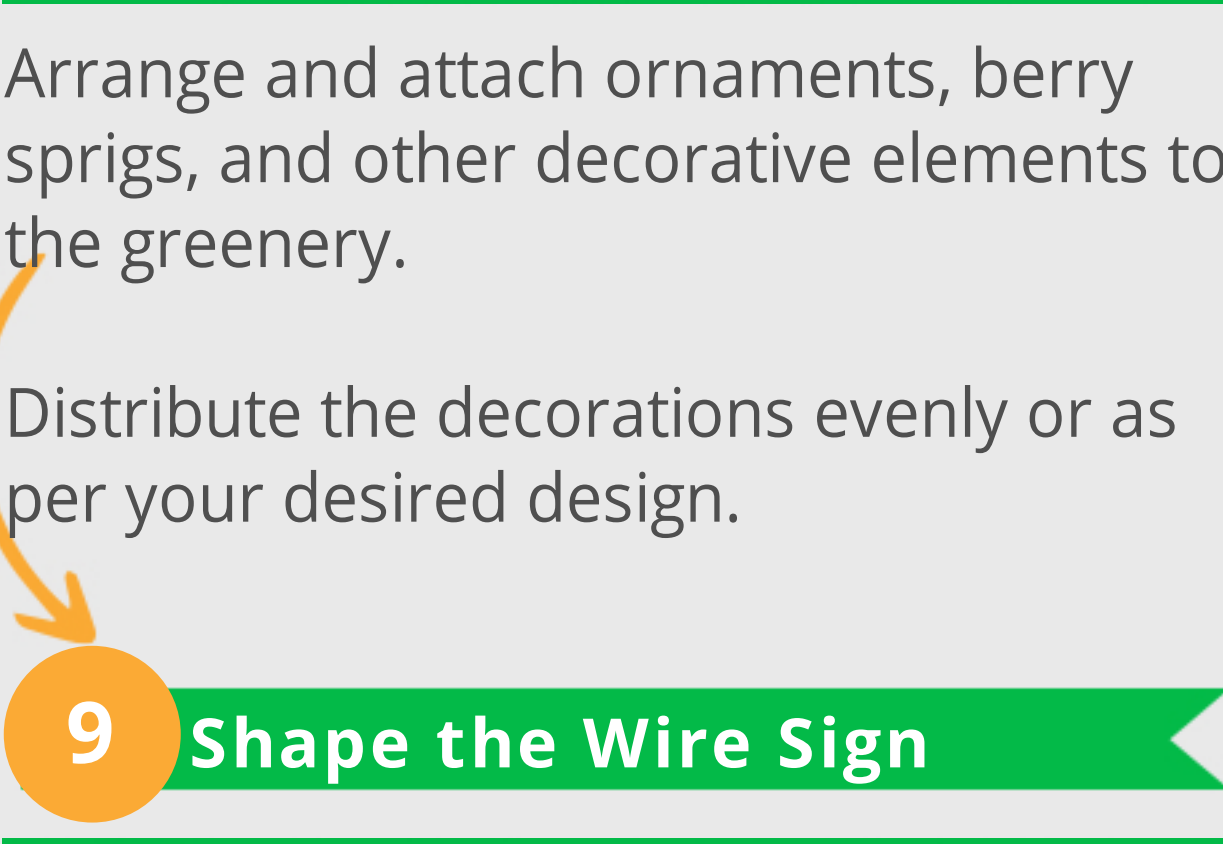 Arrange and attach ornaments, berry
sprigs, and other decorative elements to
the greenery.
Distribute the decorations evenly or as
per your desired design.
9
Shape the Wire Sign